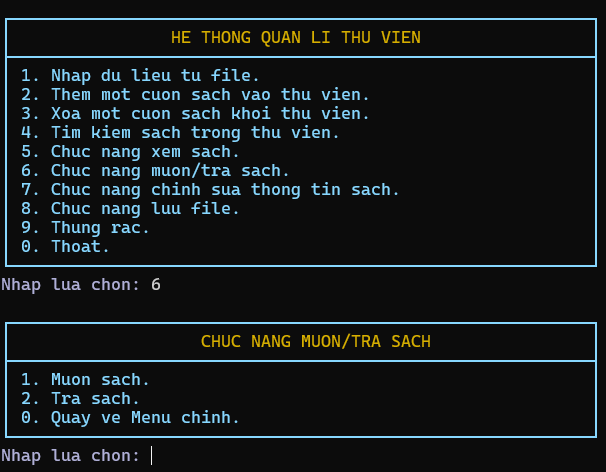 HE THONG QUAN LI THU VIEN
1. Nhap du lieu tu file.
2. Them mot cuon sach vao thu vien.
3. Xoa mot cuon sach khoi thu vien.
4. Tim kiem sach trong thu vien.
5. Chuc nang xem sach.
6. Chuc nang muon/tra sach.
7. Chuc nang chinh sua thong tin sach.
8. Chuc nang luu file.
9. Thung rac.
0. Thoat.
Nhap lua chon: 6
CHUC NANG MUON/TRA SACH
1. Muon sach.
2. Tra sach.
0. Quay ve Menu chinh.
Nhap lua chon: